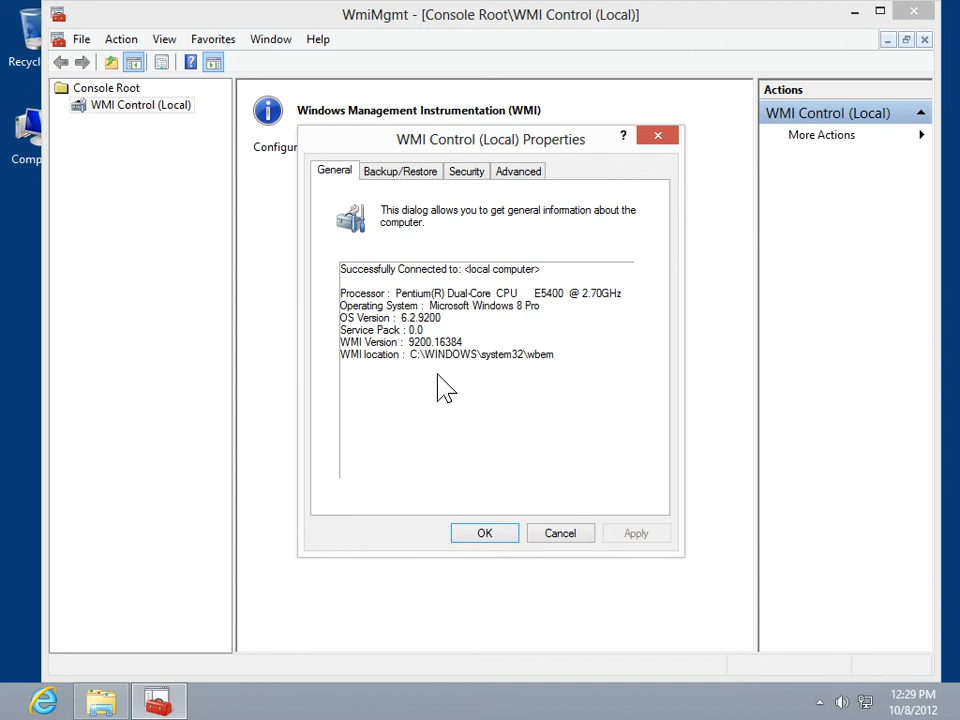 WmiMgmt - [Console Root\WMI Control (Local)]
File Action View Favorites Window Help
Console Root
WMI Control (Local)
Windows Management Instrumentation (WMI)
Configur
Actions
WMI Control (Local)
More Actions
WMI Control (Local) Properties
?
General Backup/Restore Security Advanced
This dialog allows you to get general information about the
computer.
Successfully Connected to: <local computer>
Processor : Pentium(R) Dual-Core CPU E5400 @ 2.70GHz
Operating System : Microsoft Windows 8 Pro
OS Version : 6.2.9200
Service Pack : 0.0
WMI Version : 9200.16384
WMI location : C:\WINDOWS\system32\wbem
OK Cancel Apply
Recycl
Comp
12:29 PM
10/8/2012